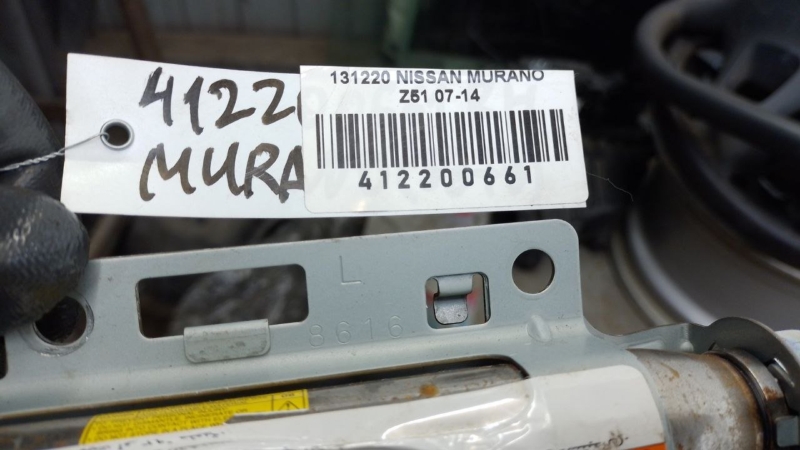 131220 NISSAN MURANO
Z51 07-14
412200661
4122
MURA
L
8616